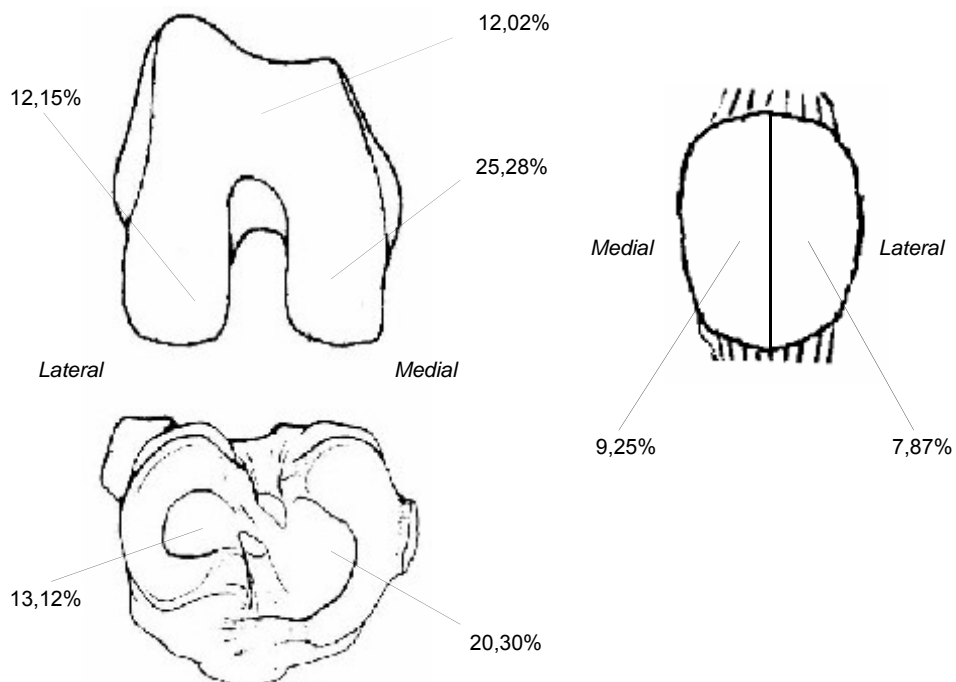 12,02%
12,15%
25,28%
Lateral
Medial
Medial
Lateral
9,25%
7,87%
13,12%
20,30%